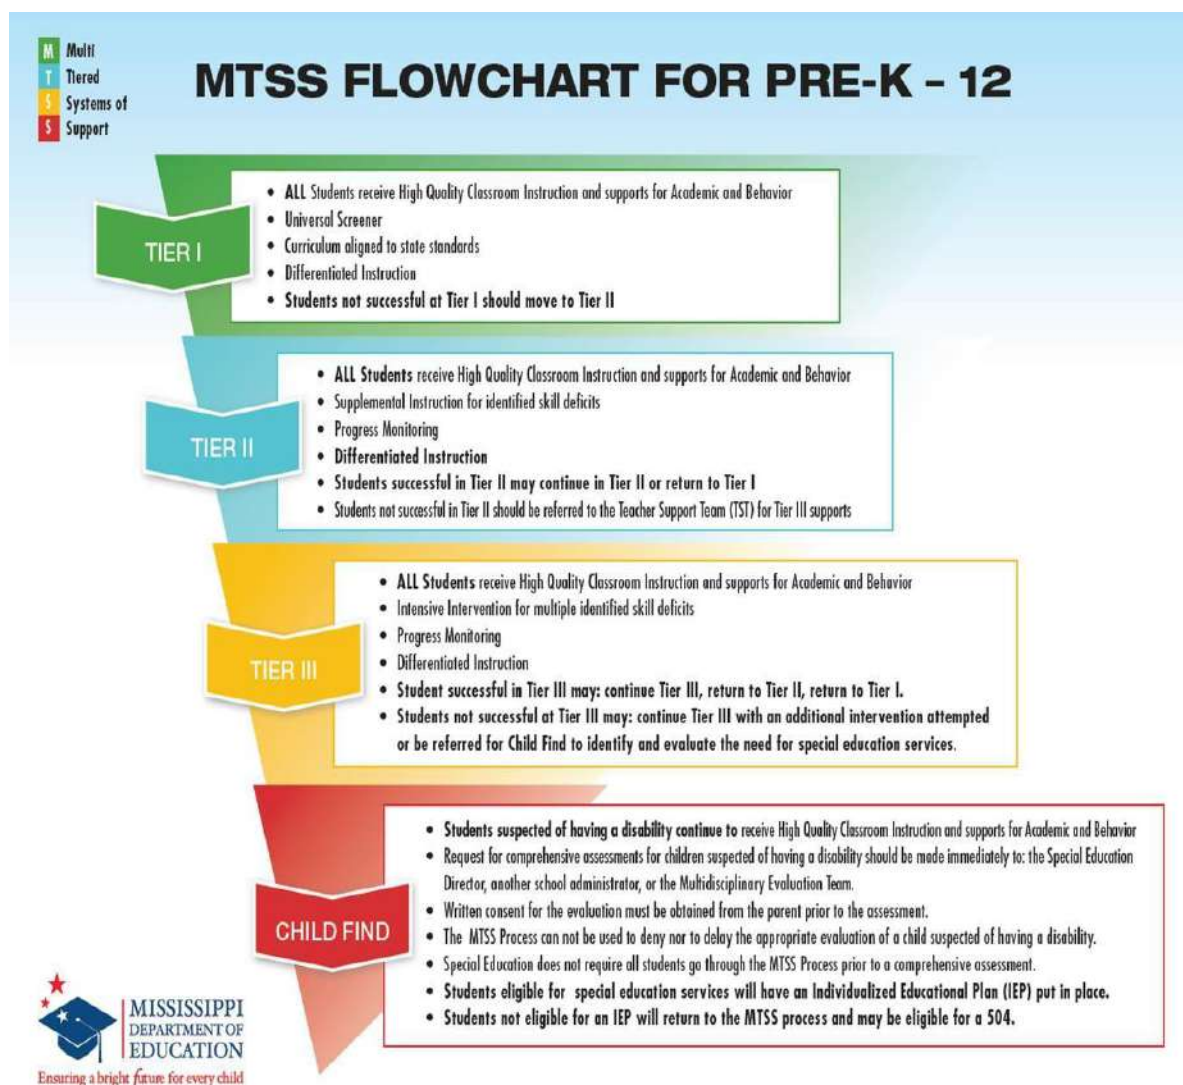 M Multi
T Tiered
S Systems of
S Support
MTSS FLOWCHART FOR PRE-K – 12
TIER I
• ALL Students receive High Quality Classroom Instruction and supports for Academic and Behavior
• Universal Screener
• Curriculum aligned to state standards
• Differentiated Instruction
• Students not successful at Tier I should move to Tier II
TIER II
• ALL Students receive High Quality Classroom Instruction and supports for Academic and Behavior
• Supplemental Instruction for identified skill deficits
• Progress Monitoring
• Differentiated Instruction
• Students successful in Tier II may continue in Tier II or return to Tier I
• Students not successful in Tier II should be referred to the Teacher Support Team (TST) for Tier III supports
TIER III
• ALL Students receive High Quality Classroom Instruction and supports for Academic and Behavior
• Intensive Intervention for multiple identified skill deficits
• Progress Monitoring
• Differentiated Instruction
• Student successful in Tier III may: continue Tier III, return to Tier II, return to Tier I.
• Students not successful at Tier III may: continue Tier III with an additional intervention attempted
or be referred for Child Find to identify and evaluate the need for special education services.
CHILD FIND
• Students suspected of having a disability continue to receive High Quality Classroom Instruction and supports for Academic and Behavior
• Request for comprehensive assessments for children suspected of having a disability should be made immediately to: the Special Education
Director, another school administrator, or the Multidisciplinary Evaluation Team.
• Written consent for the evaluation must be obtained from the parent prior to the assessment.
• The MTSS Process can not be used to deny nor to delay the appropriate evaluation of a child suspected of having a disability.
• Special Education does not require all students go through the MTSS Process prior to a comprehensive assessment.
• Students eligible for special education services will have an Individualized Educational Plan (IEP) put in place.
• Students not eligible for an IEP will return to the MTSS process and may be eligible for a 504.
MISSISSIPPI
DEPARTMENT OF
EDUCATION
Ensuring a bright future for every child